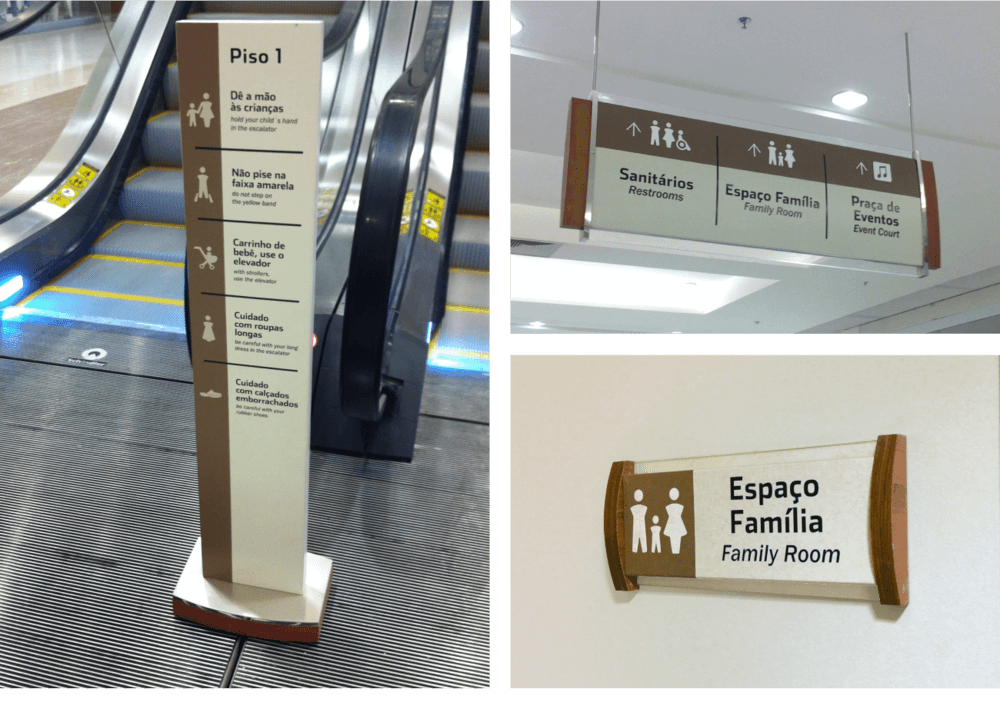 Piso 1
Dê a mão
às crianças
hold your child´s hand
in the escalator
Não pise na
faixa amarela
do not step on
the yellow band
Carrinho de
bebê, use o
elevador
with strollers,
use the elevator
Cuidado
com roupas
longas
be careful with your long
dress in the escalator
Cuidado
com calçados
emborrachados
be careful with your
rubber shoes
Sanitários
Restrooms
Espaço Família
Family Room
Praça de
Eventos
Event Court
Espaço
Família
Family Room